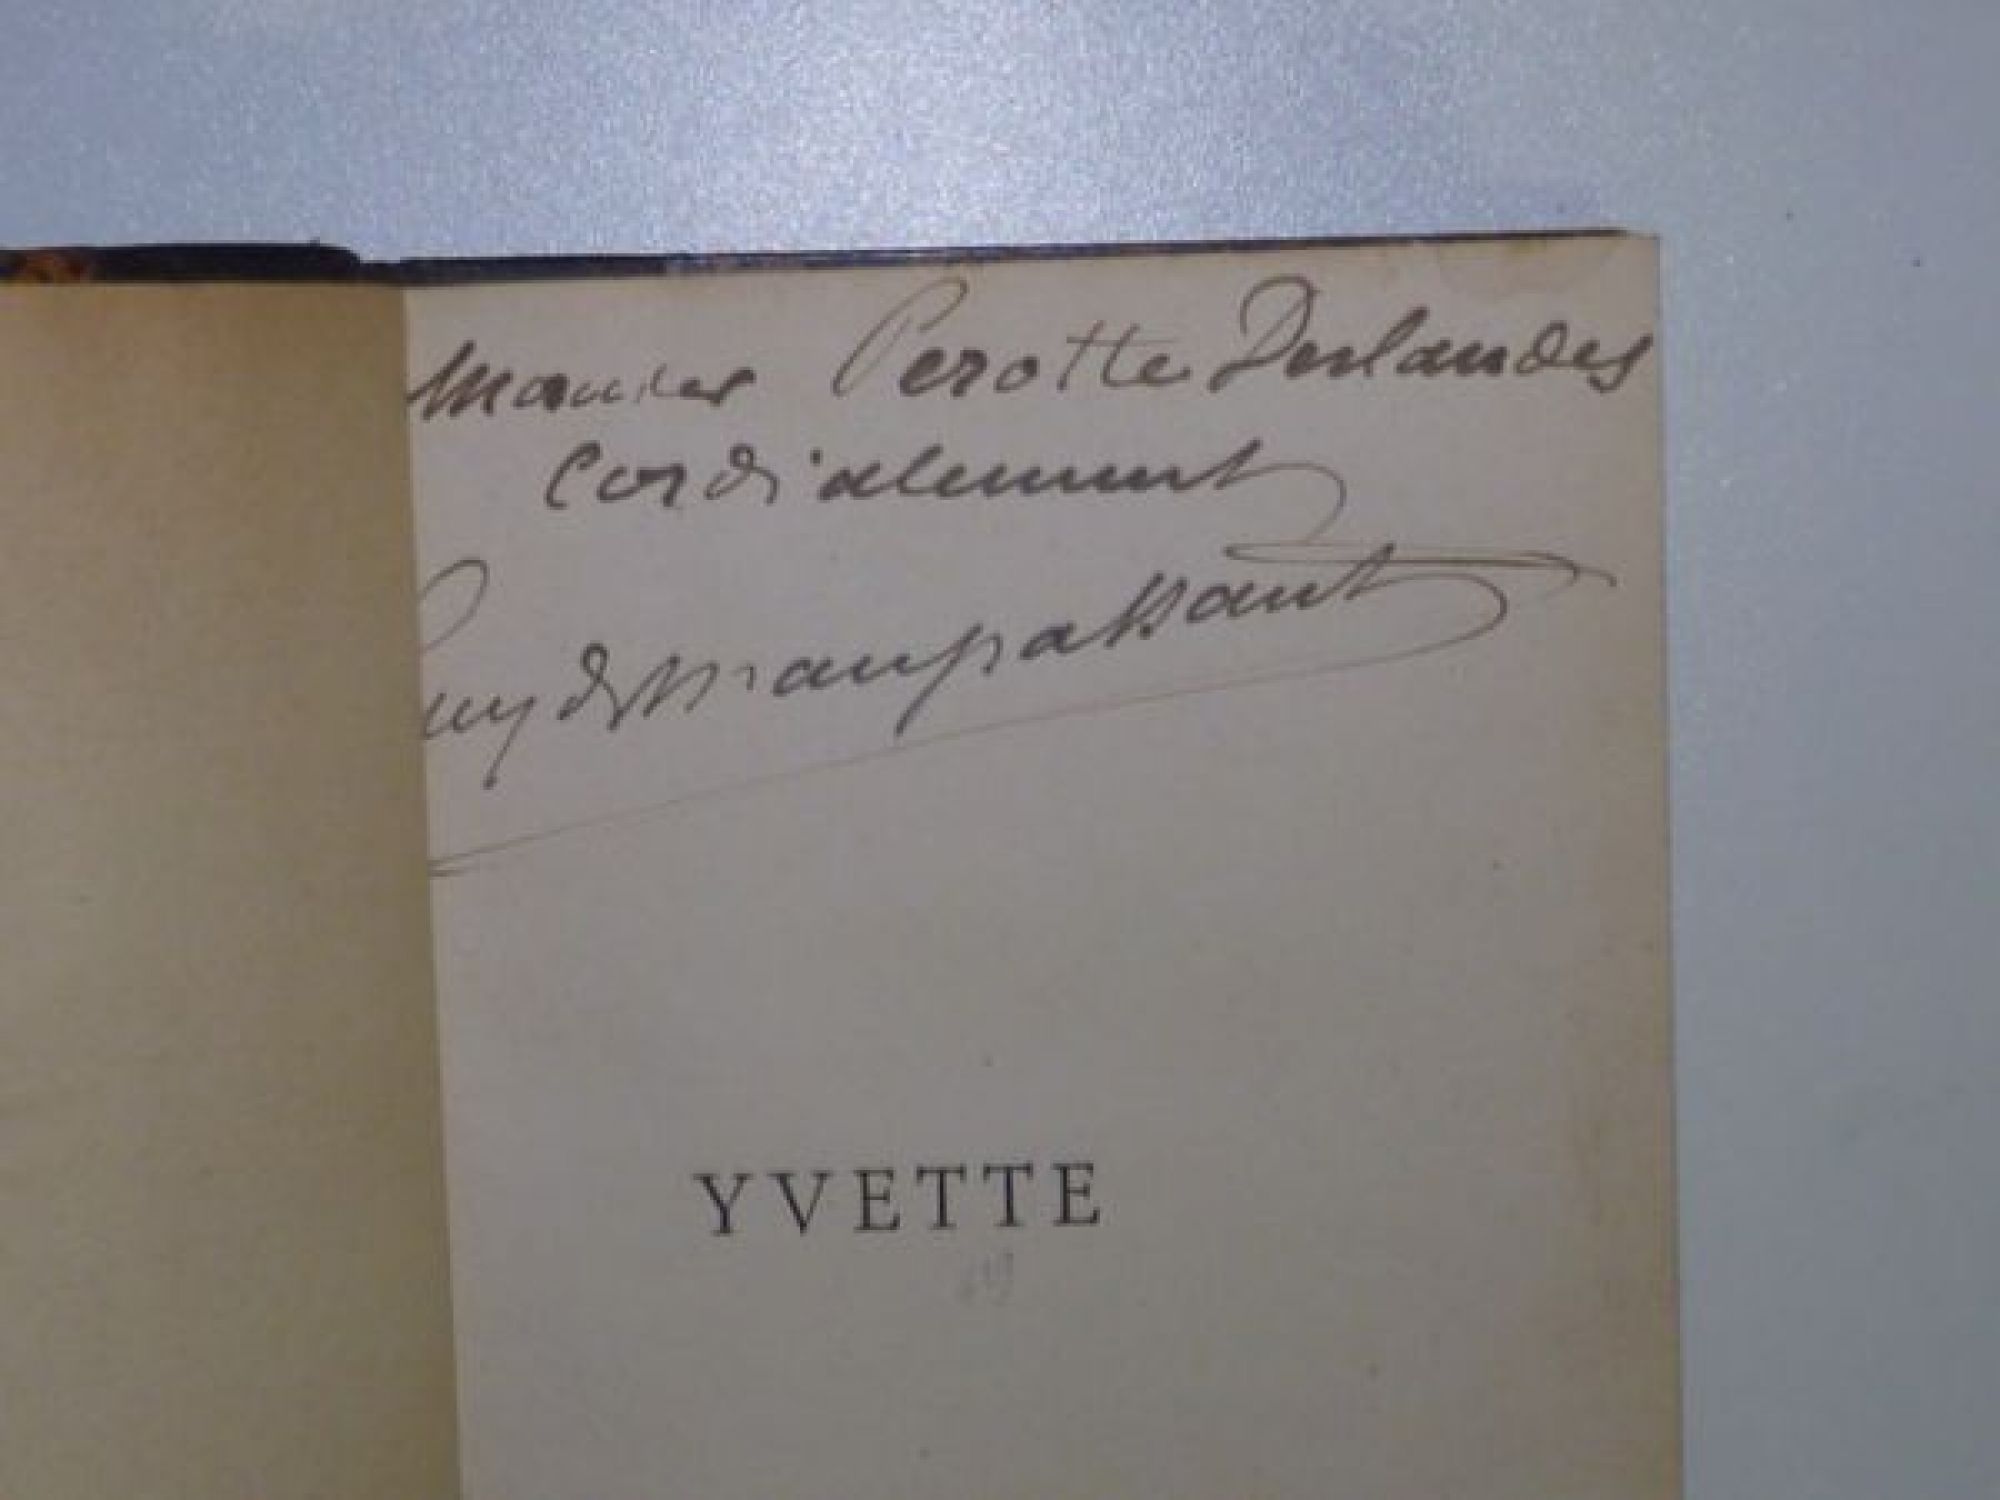 Monsieur Perotte Deslandes
Cordialement
Guy de Maupassant
YVETTE